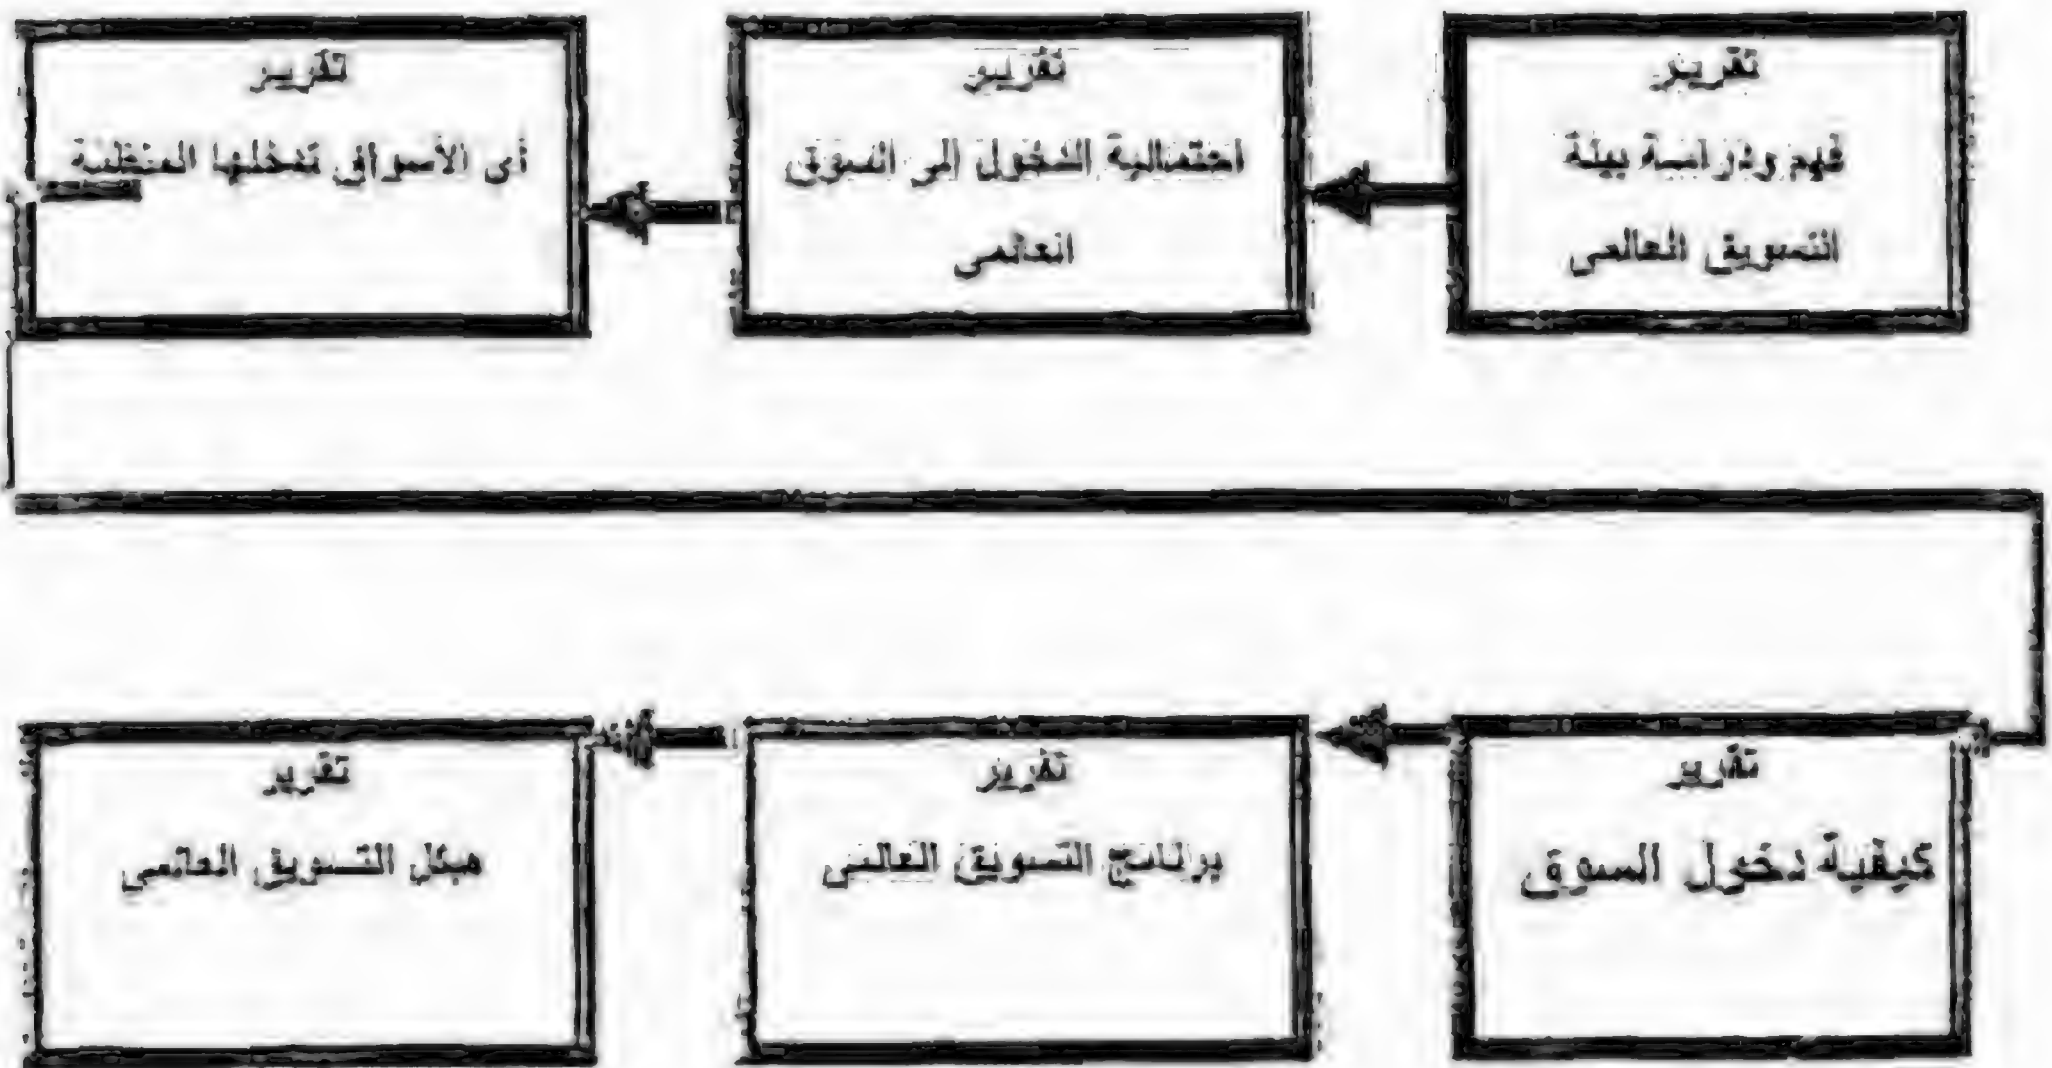 تقرير
فهم ودراسة بيئة
التسويق العالمى
تقرير
احتمالية الدخول إلى السوق
العالمى
تقرير
أى الأسواق تدخلها المنظمة
تقرير
كيفية دخول السوق
تقرير
برنامج التسويق العالمى
تقرير
هيكل التسويق العالمى